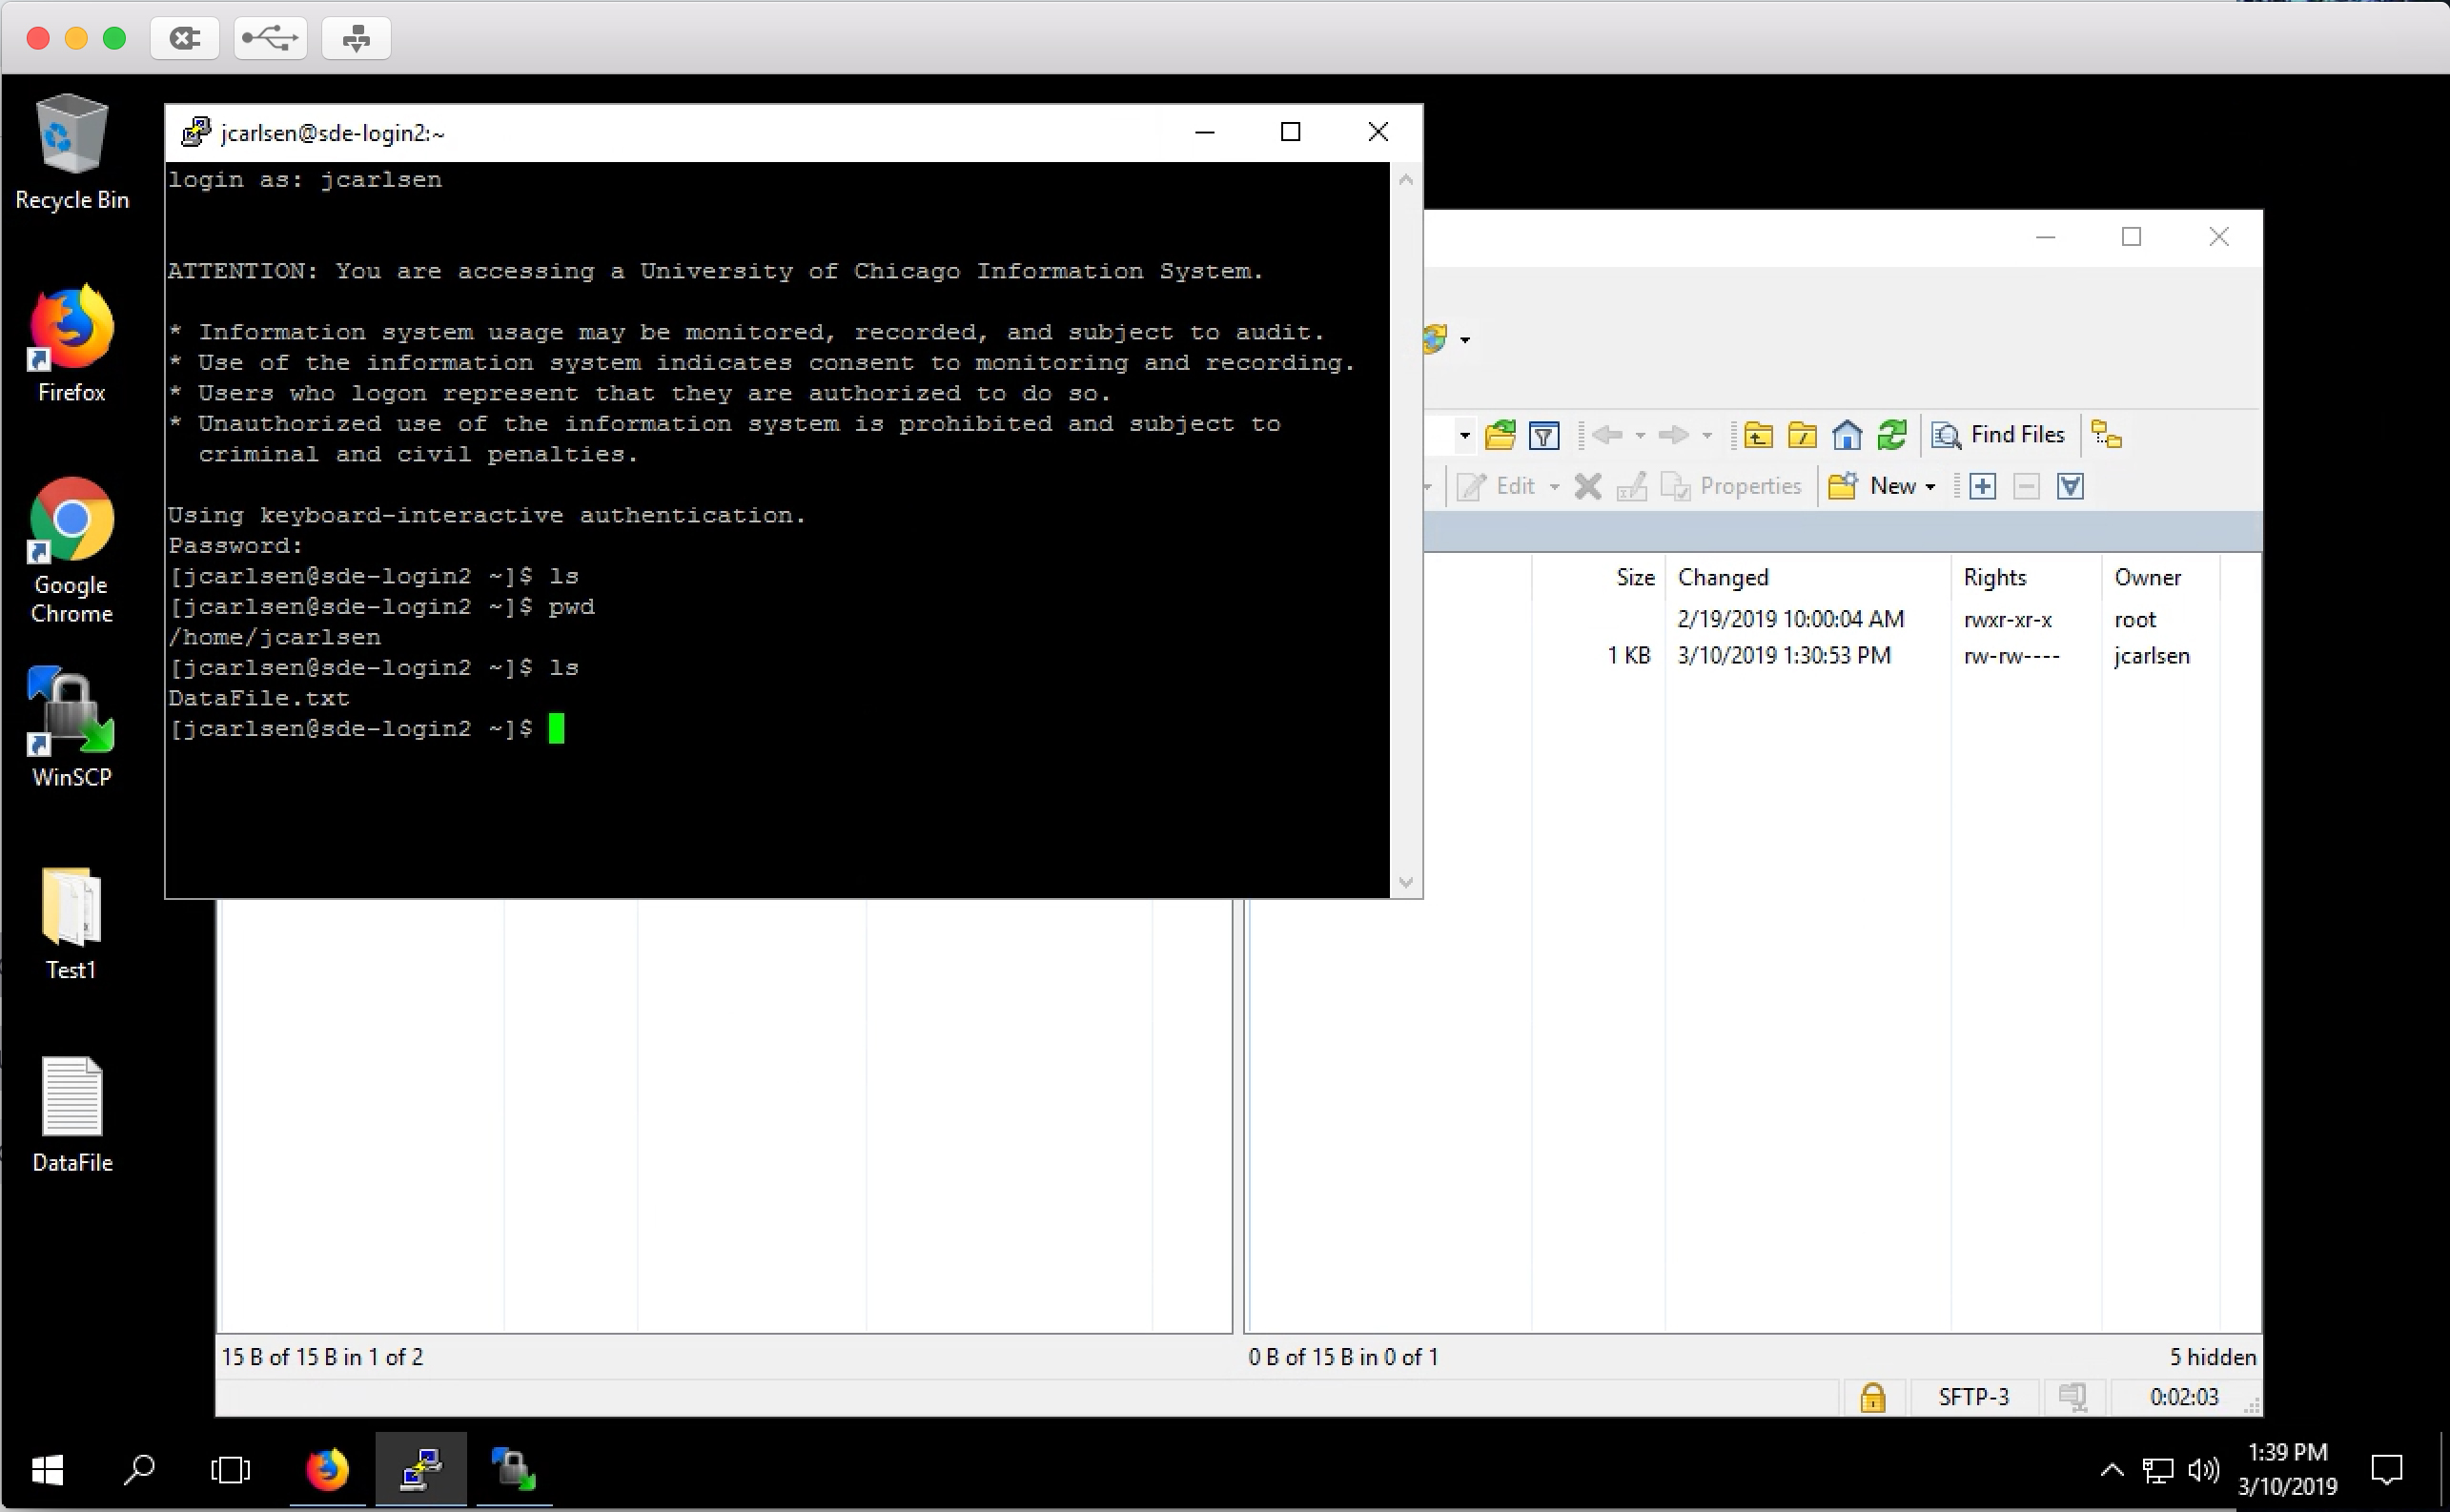 Recycle Bin
Firefox
Google
Chrome
WinSCP
Test1
DataFile
jcarlsen@sde-login2:~
login as: jcarlsen
ATTENTION: You are accessing a University of Chicago Information System.
* Information system usage may be monitored, recorded, and subject to audit.
* Use of the information system indicates consent to monitoring and recording.
* Users who logon represent that they are authorized to do so.
* Unauthorized use of the information system is prohibited and subject to
criminal and civil penalties.
Using keyboard-interactive authentication.
Password:
[jcarlsen@sde-login2 ~]$ ls
[jcarlsen@sde-login2 ~]$ pwd
/home/jcarlsen
[jcarlsen@sde-login2 ~]$ ls
DataFile.txt
[jcarlsen@sde-login2 ~]$
Find Files
Edit Properties New
Size Changed Rights Owner
2/19/2019 10:00:04 AM rwxr-xr-x root
1 KB 3/10/2019 1:30:53 PM rw-rw---- jcarlsen
15 B of 15 B in 1 of 2
0 B of 15 B in 0 of 1
5 hidden
SFTP-3 0:02:03
1:39 PM
3/10/2019